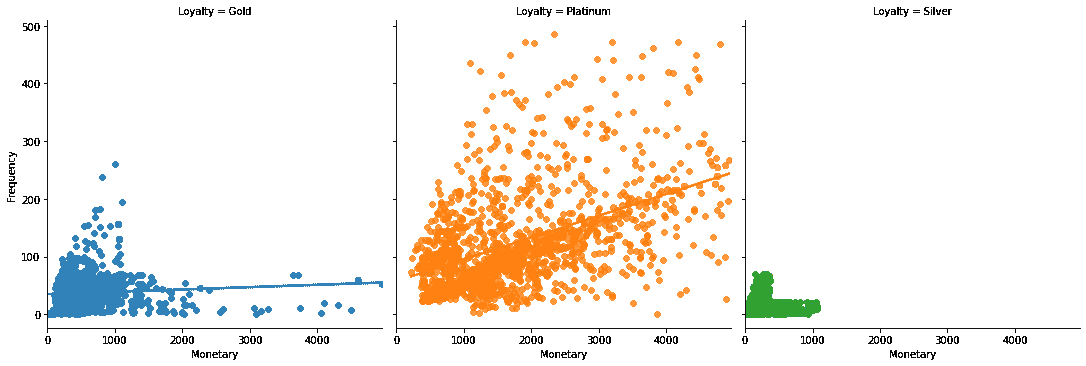 Loyalty = Gold
Loyalty = Platinum
Loyalty = Silver
500
400
300
200
100
0
Frequency
0 1000 2000 3000 4000
0 1000 2000 3000 4000
0 1000 2000 3000 4000
Monetary
Monetary
Monetary